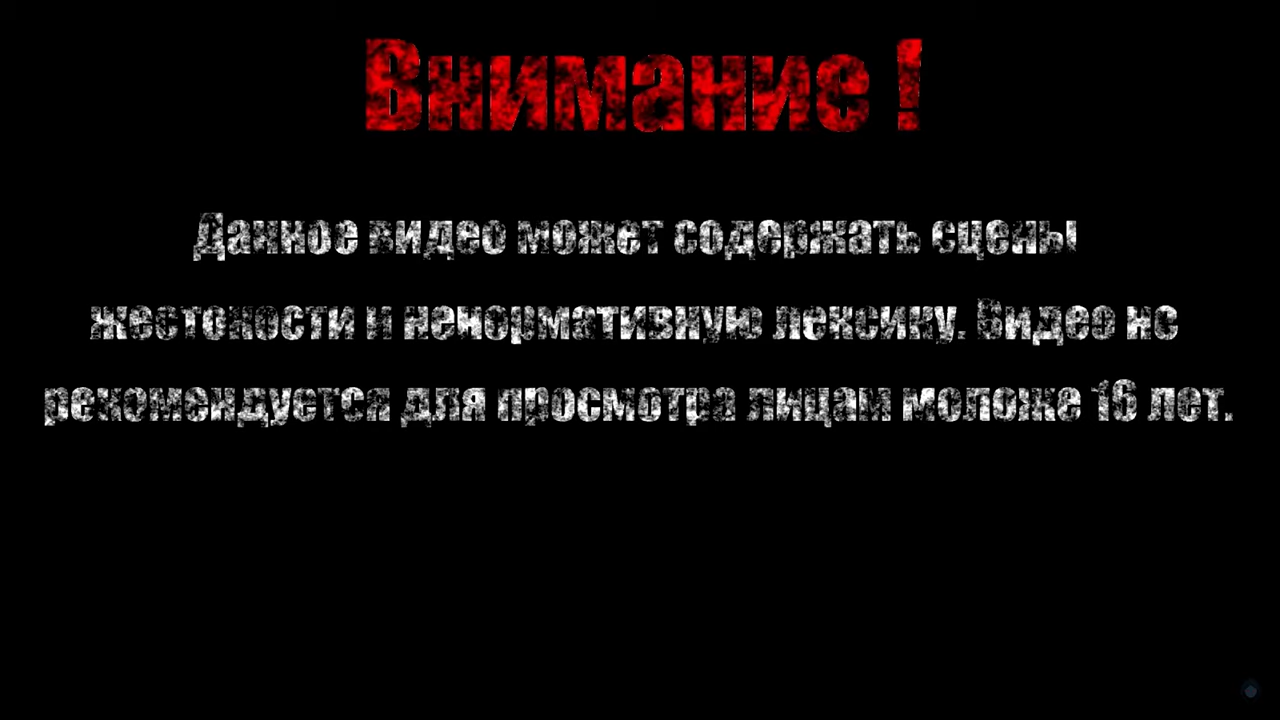 Внимание !
Данное видео может содержать сцены
жестокости и ненормативную лексику. Видео не
рекомендуется для просмотра лицам моложе 16 лет.